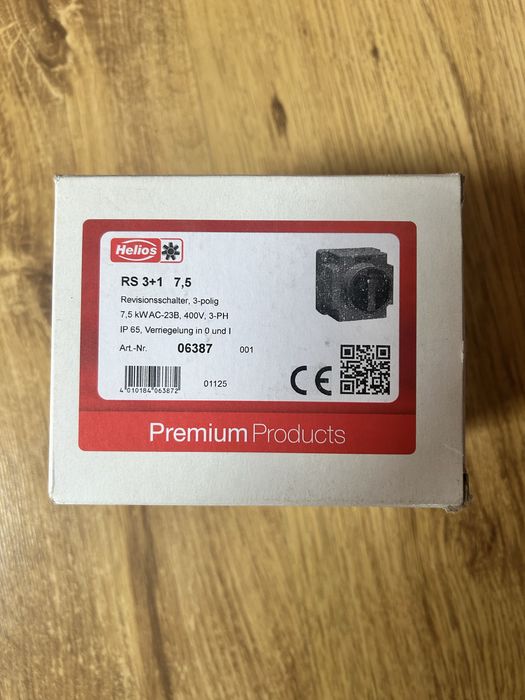 Helios
RS 3+1 7,5
Revisionsschalter, 3-polig
7,5 kW AC-23B, 400V, 3-PH
IP 65, Verriegelung in 0 und I
Art.-Nr. 06387 001
4 010184 063872
01125
CE
Premium Products